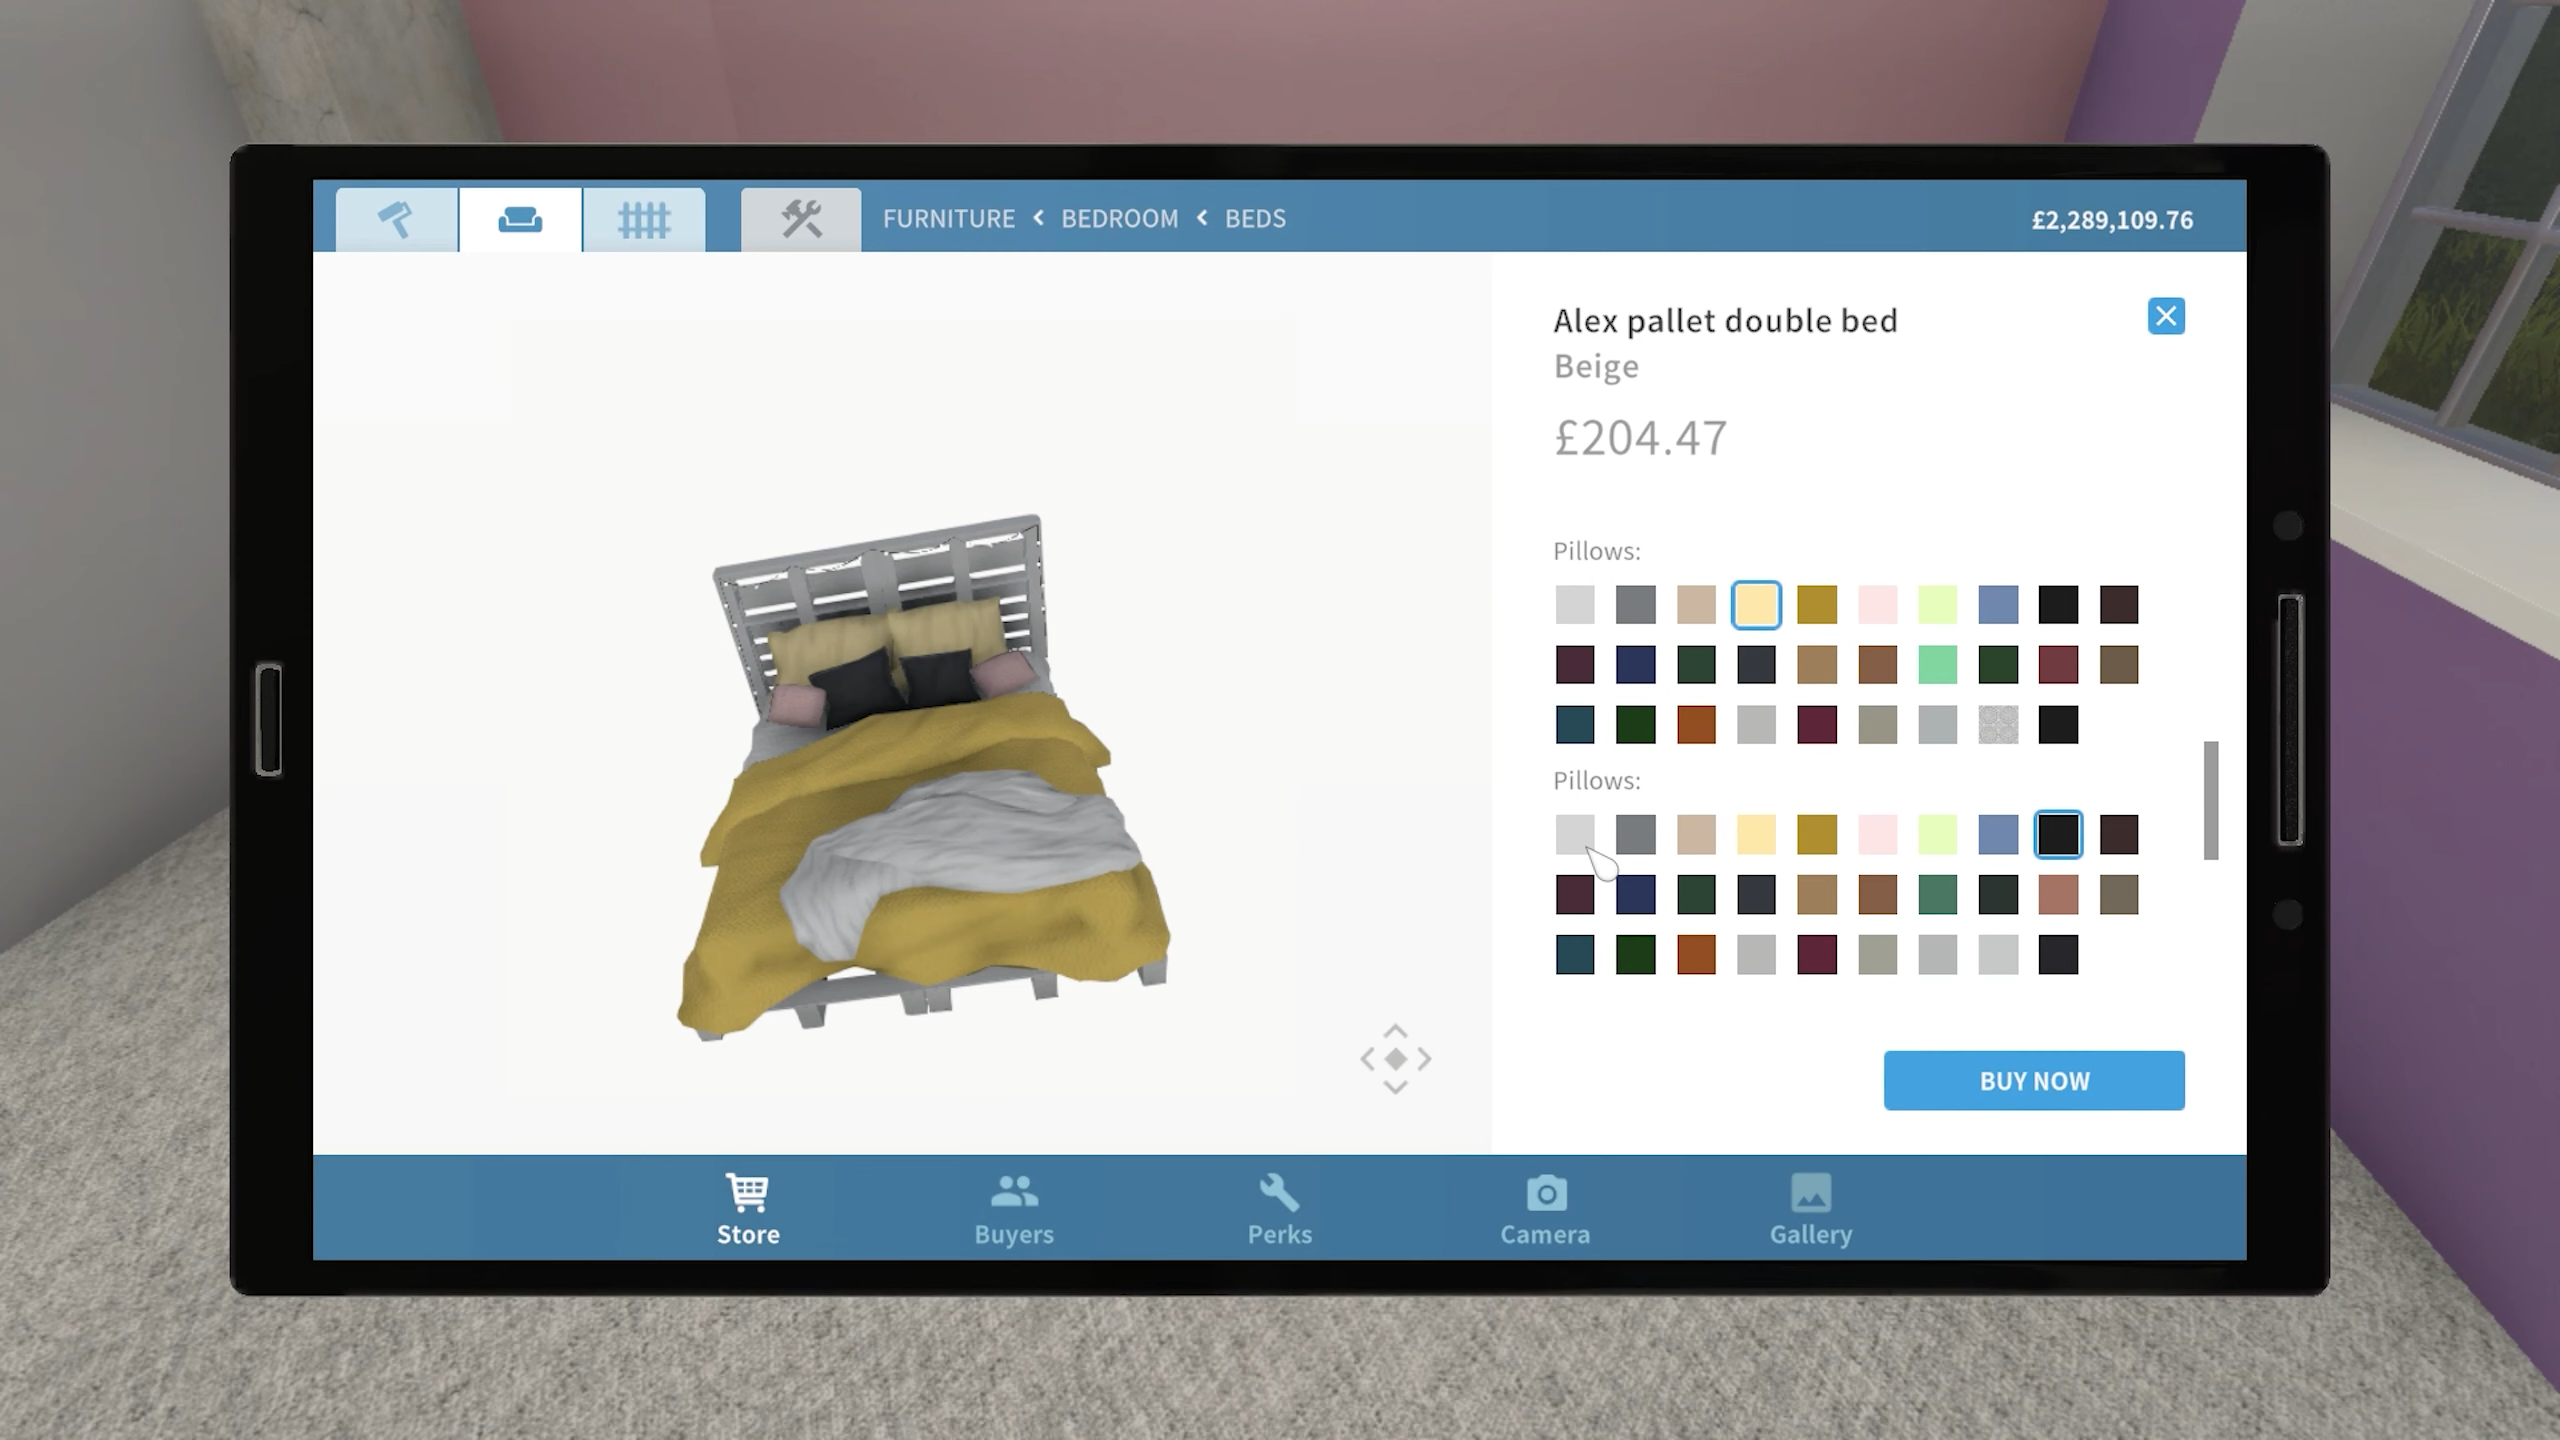 FURNITURE < BEDROOM < BEDS
£2,289,109.76
Alex pallet double bed
Beige
£204.47
Pillows:
Pillows:
BUY NOW
Store
Buyers
Perks
Camera
Gallery